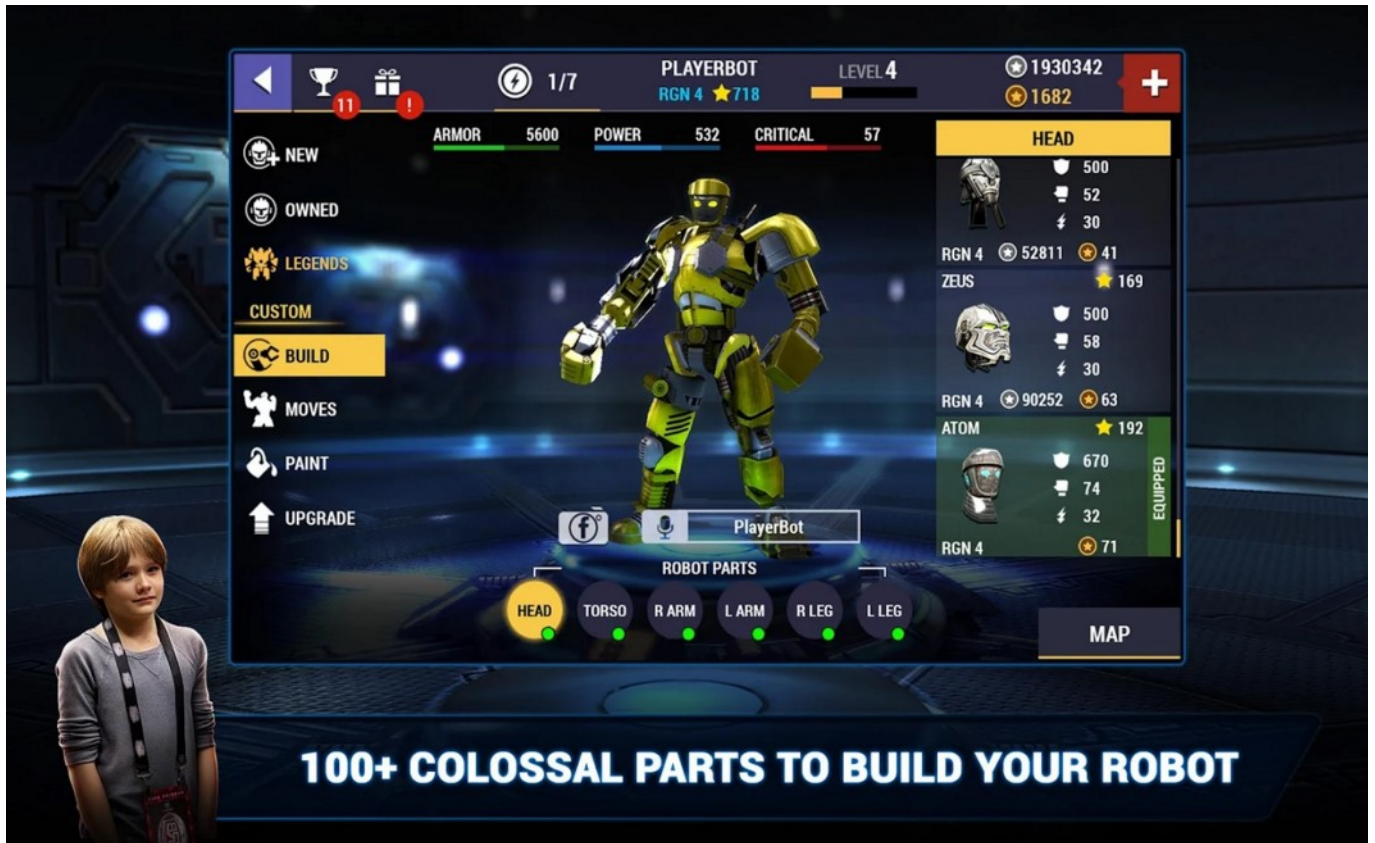 11
!
1/7
PLAYERBOT
RGN 4 718
LEVEL 4
1930342
1682
+
NEW
OWNED
LEGENDS
CUSTOM
BUILD
MOVES
PAINT
UPGRADE
ARMOR 5600
POWER 532
CRITICAL 57
HEAD
500
52
30
RGN 4 52811 41
ZEUS 169
500
58
30
RGN 4 90252 63
ATOM 192
670
74
32
EQUIPPED
RGN 4 71
f
PlayerBot
ROBOT PARTS
HEAD TORSO R ARM L ARM R LEG L LEG
MAP
100+ COLOSSAL PARTS TO BUILD YOUR ROBOT